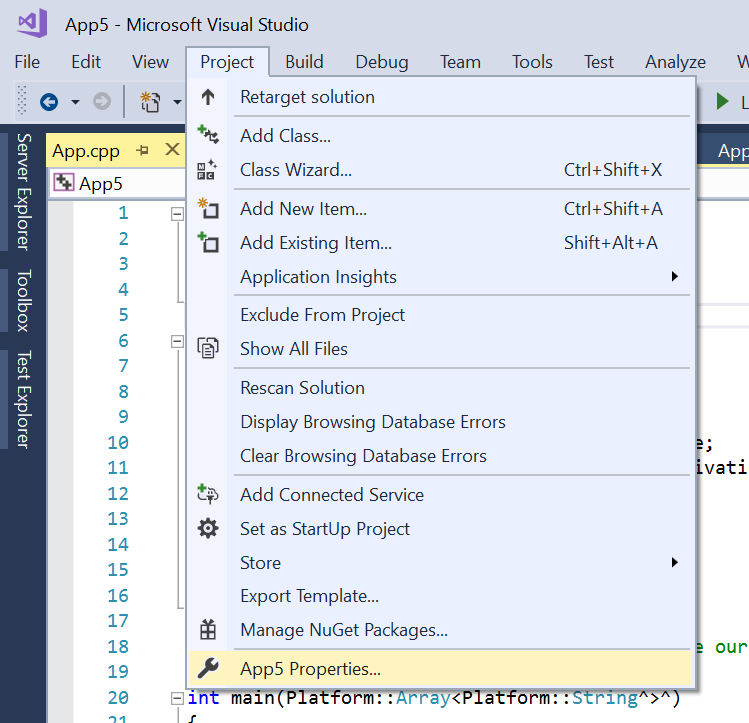 App5 - Microsoft Visual Studio
File Edit View Project Build Debug Team Tools Test Analyze W
Retarget solution
Add Class...
Class Wizard... Ctrl+Shift+X
Add New Item... Ctrl+Shift+A
Add Existing Item... Shift+Alt+A
Application Insights
Exclude From Project
Show All Files
Rescan Solution
Display Browsing Database Errors
Clear Browsing Database Errors
Add Connected Service
Set as StartUp Project
Store
Export Template...
Manage NuGet Packages...
App5 Properties...
L
Server Explorer
Toolbox
Test Explorer
App.cpp
App
App5
1
2
3
4
5
6
7
8
9
10 e;
11 ivati
12
13
14
15
16
17
18 e our
19
20 int main(Platform::Array<Platform::String^>^)
21 {